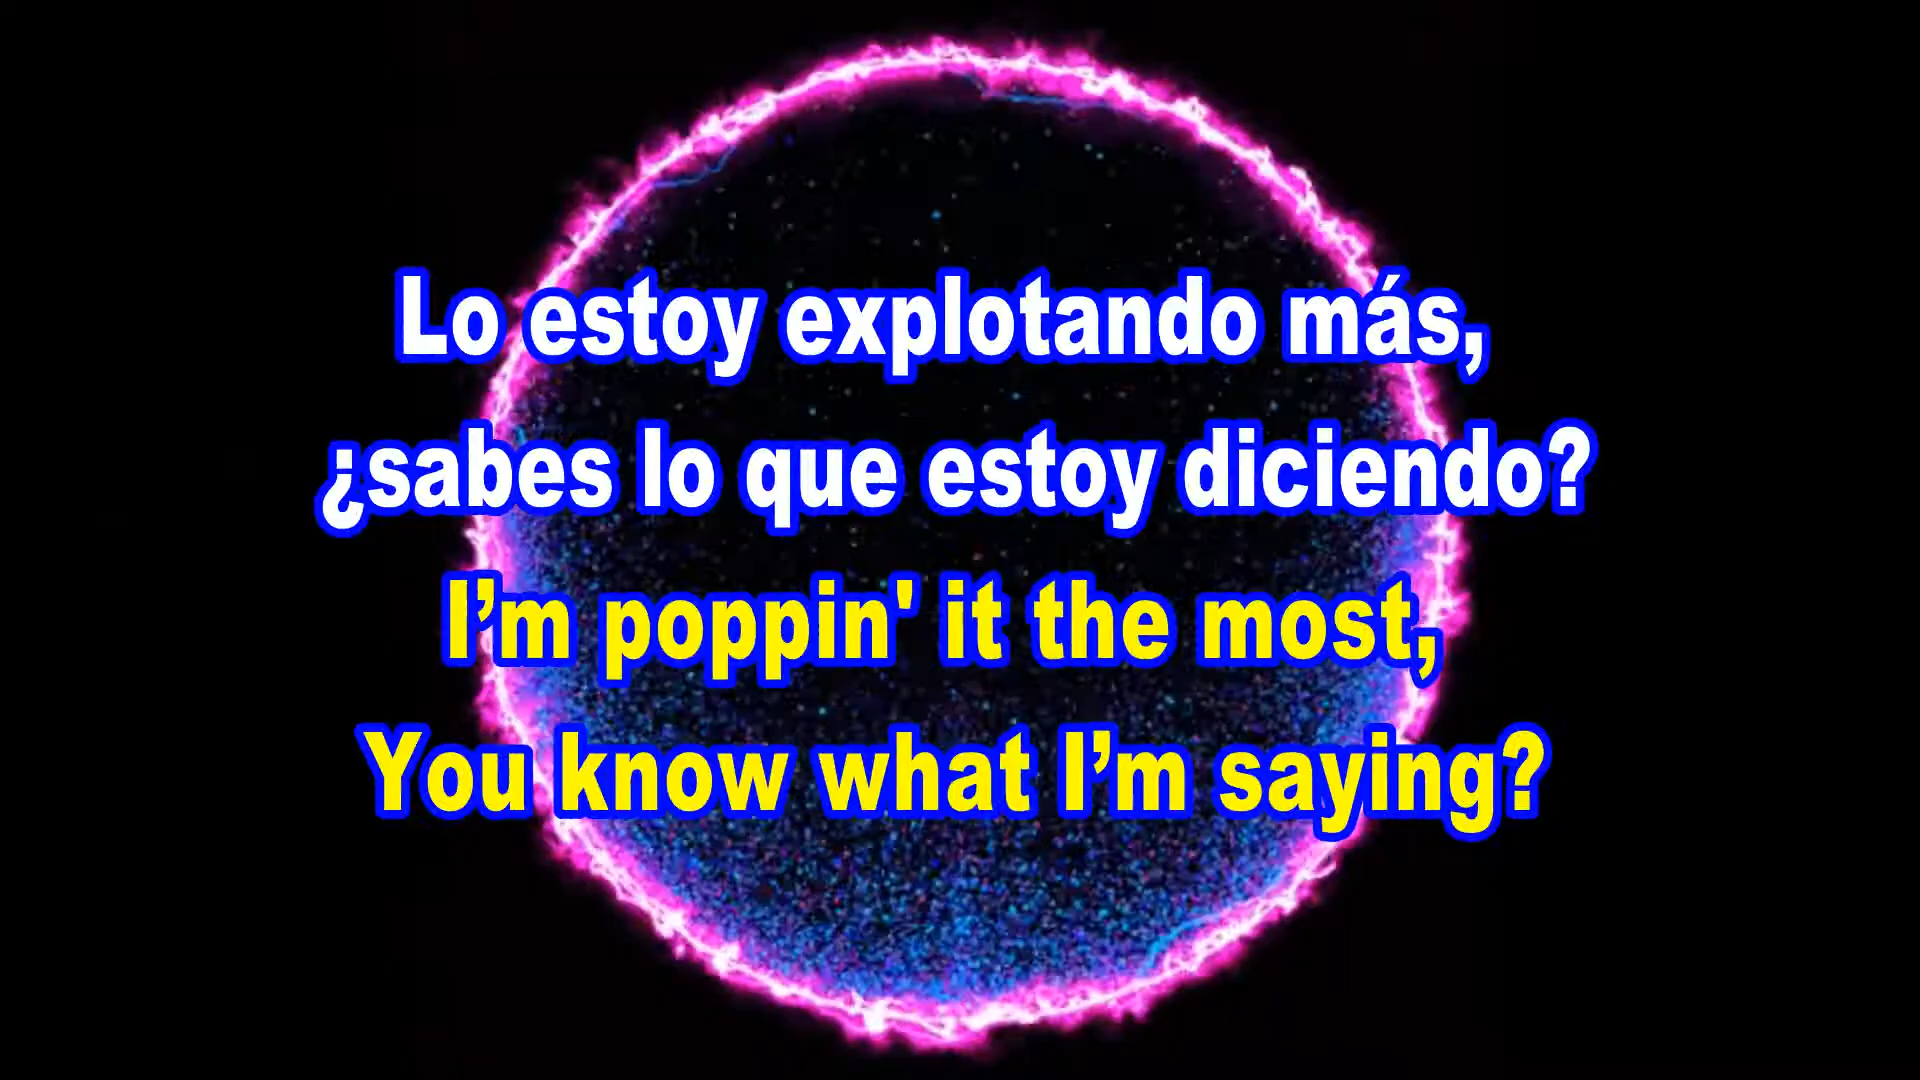 Lo estoy explotando más,
¿sabes lo que estoy diciendo?
I’m poppin' it the most,
You know what I’m saying?